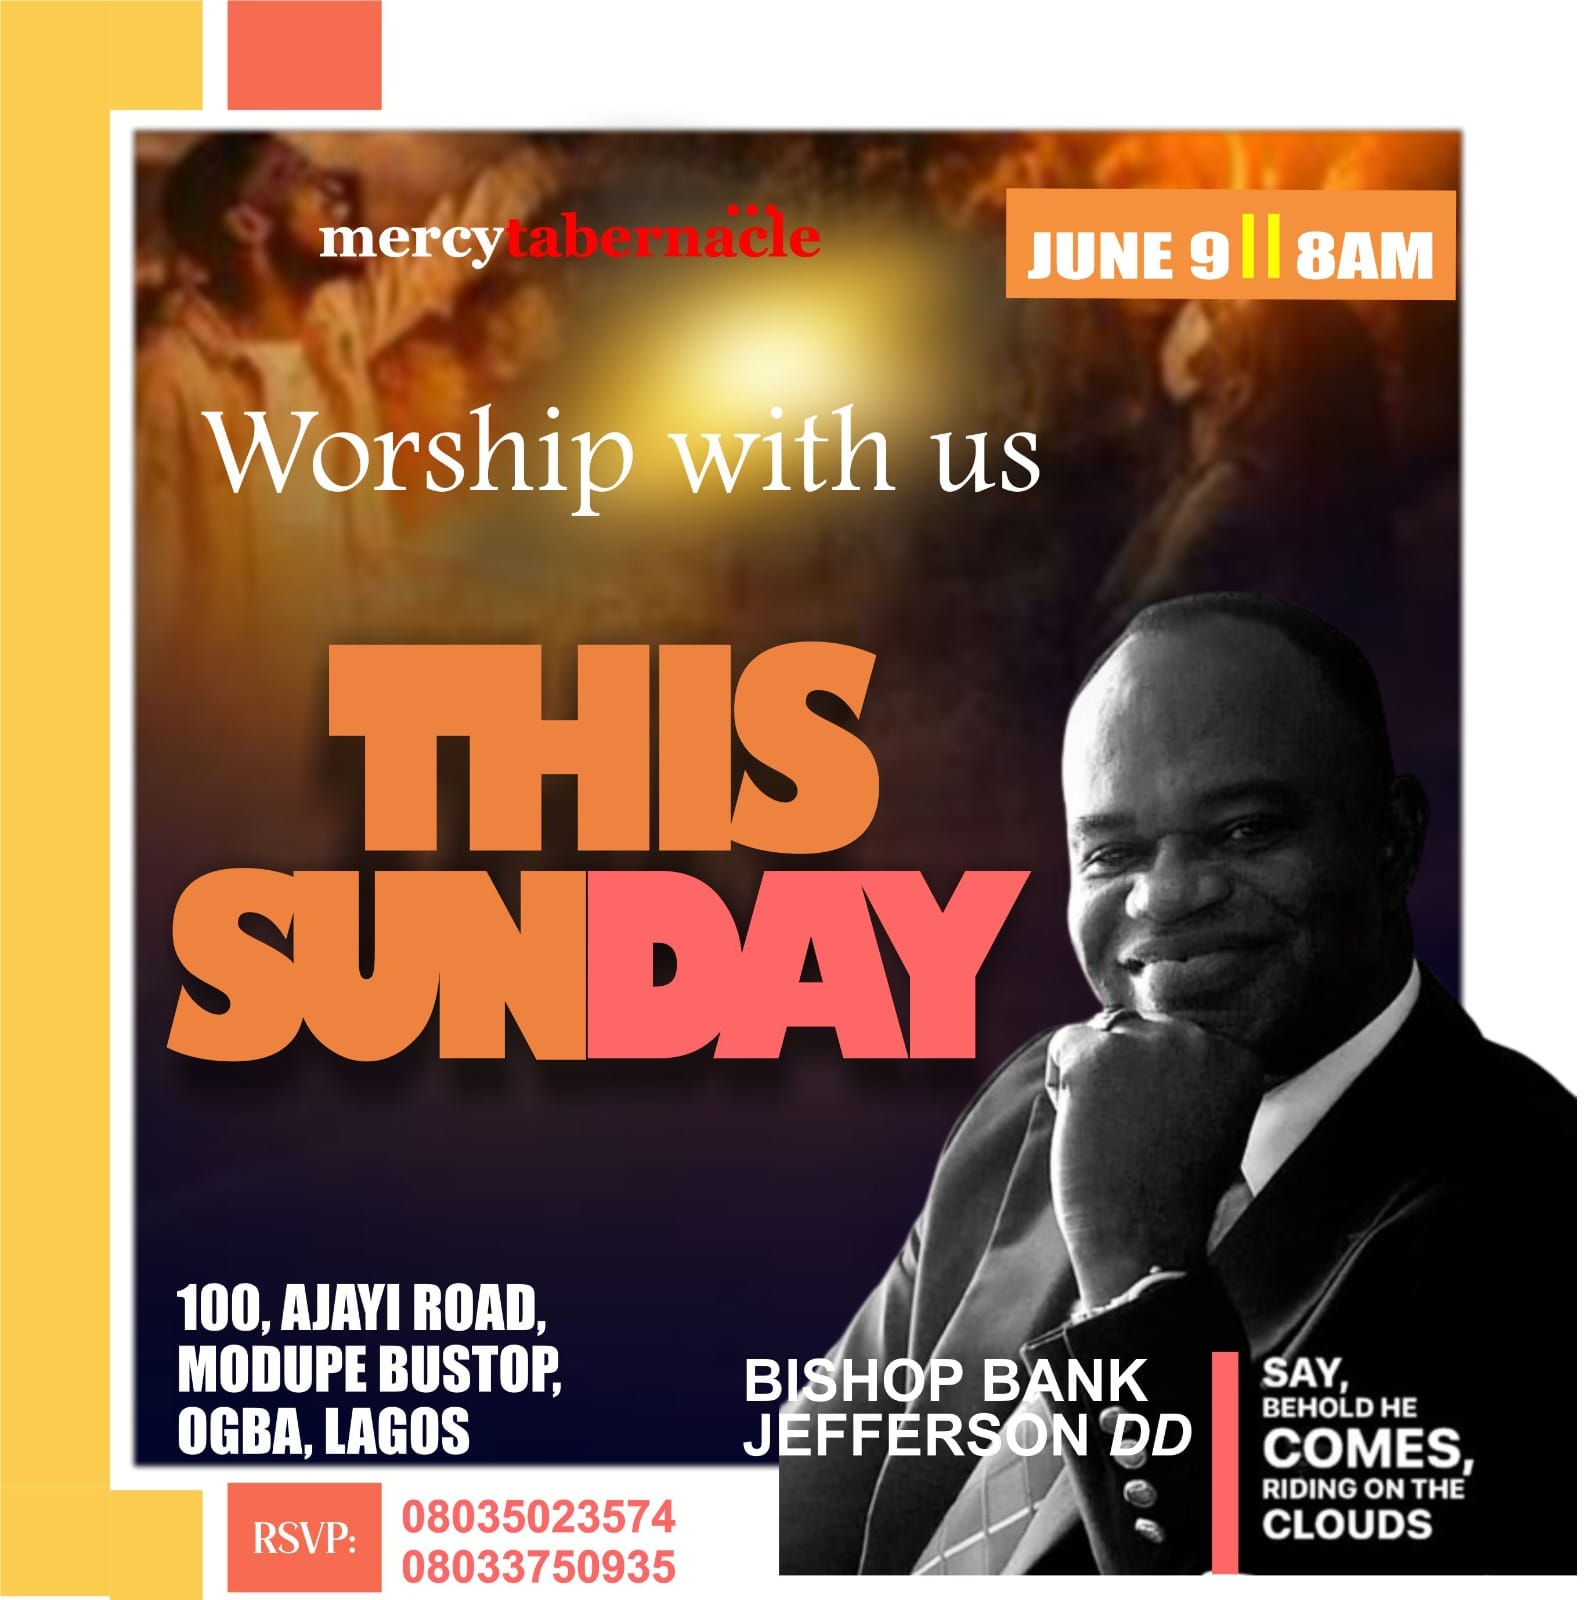 mercytabernacle
JUNE 9 || 8AM
Worship with us
THIS
SUNDAY
100, AJAYI ROAD,
MODUPE BUSTOP,
OGBA, LAGOS
BISHOP BANK
JEFFERSON DD
SAY,
BEHOLD HE
COMES,
RIDING ON THE
CLOUDS
RSVP:
08035023574
08033750935